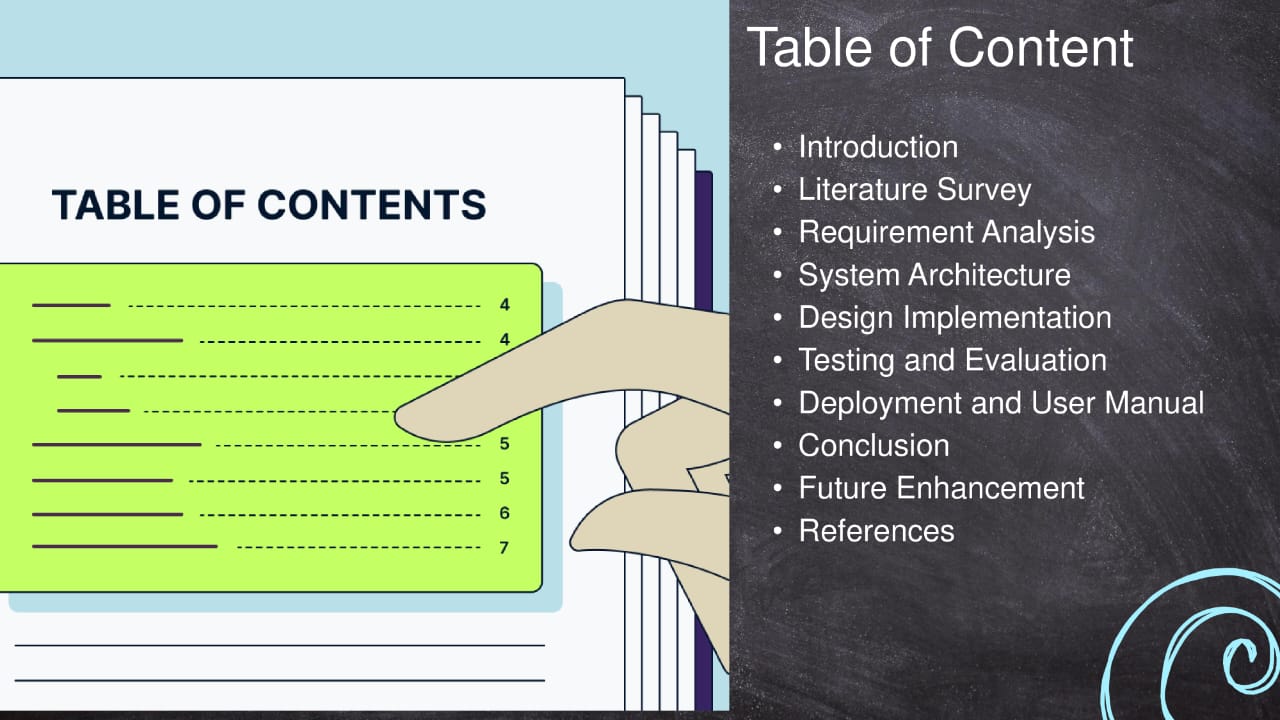 TABLE OF CONTENTS
4
4
5
5
6
7
Table of Content
• Introduction
• Literature Survey
• Requirement Analysis
• System Architecture
• Design Implementation
• Testing and Evaluation
• Deployment and User Manual
• Conclusion
• Future Enhancement
• References